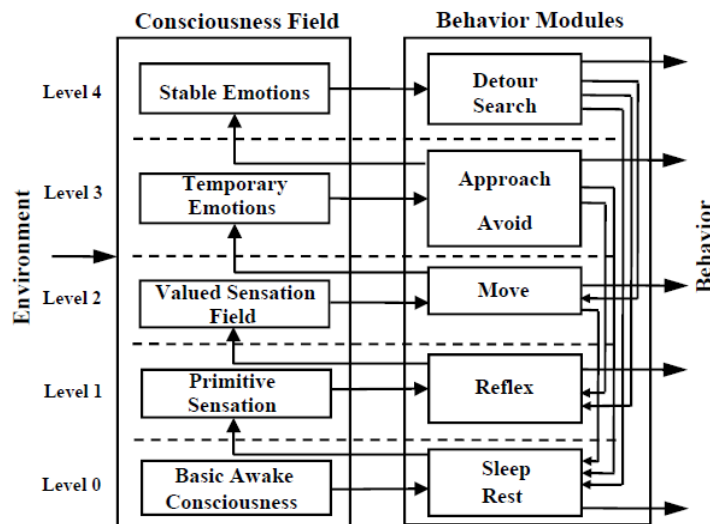 Consciousness Field
Behavior Modules
Level 4
Stable Emotions
Detour
Search
Level 3
Temporary
Emotions
Approach
Avoid
Environment
Behavior
Level 2
Valued Sensation
Field
Move
Level 1
Primitive
Sensation
Reflex
Level 0
Basic Awake
Consciousness
Sleep
Rest